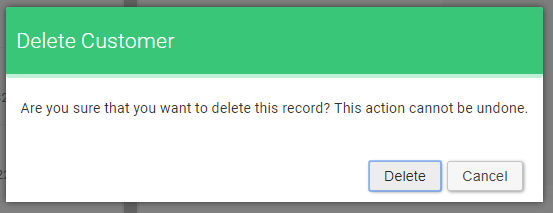 Delete Customer
Are you sure that you want to delete this record? This action cannot be undone.
Delete Cancel